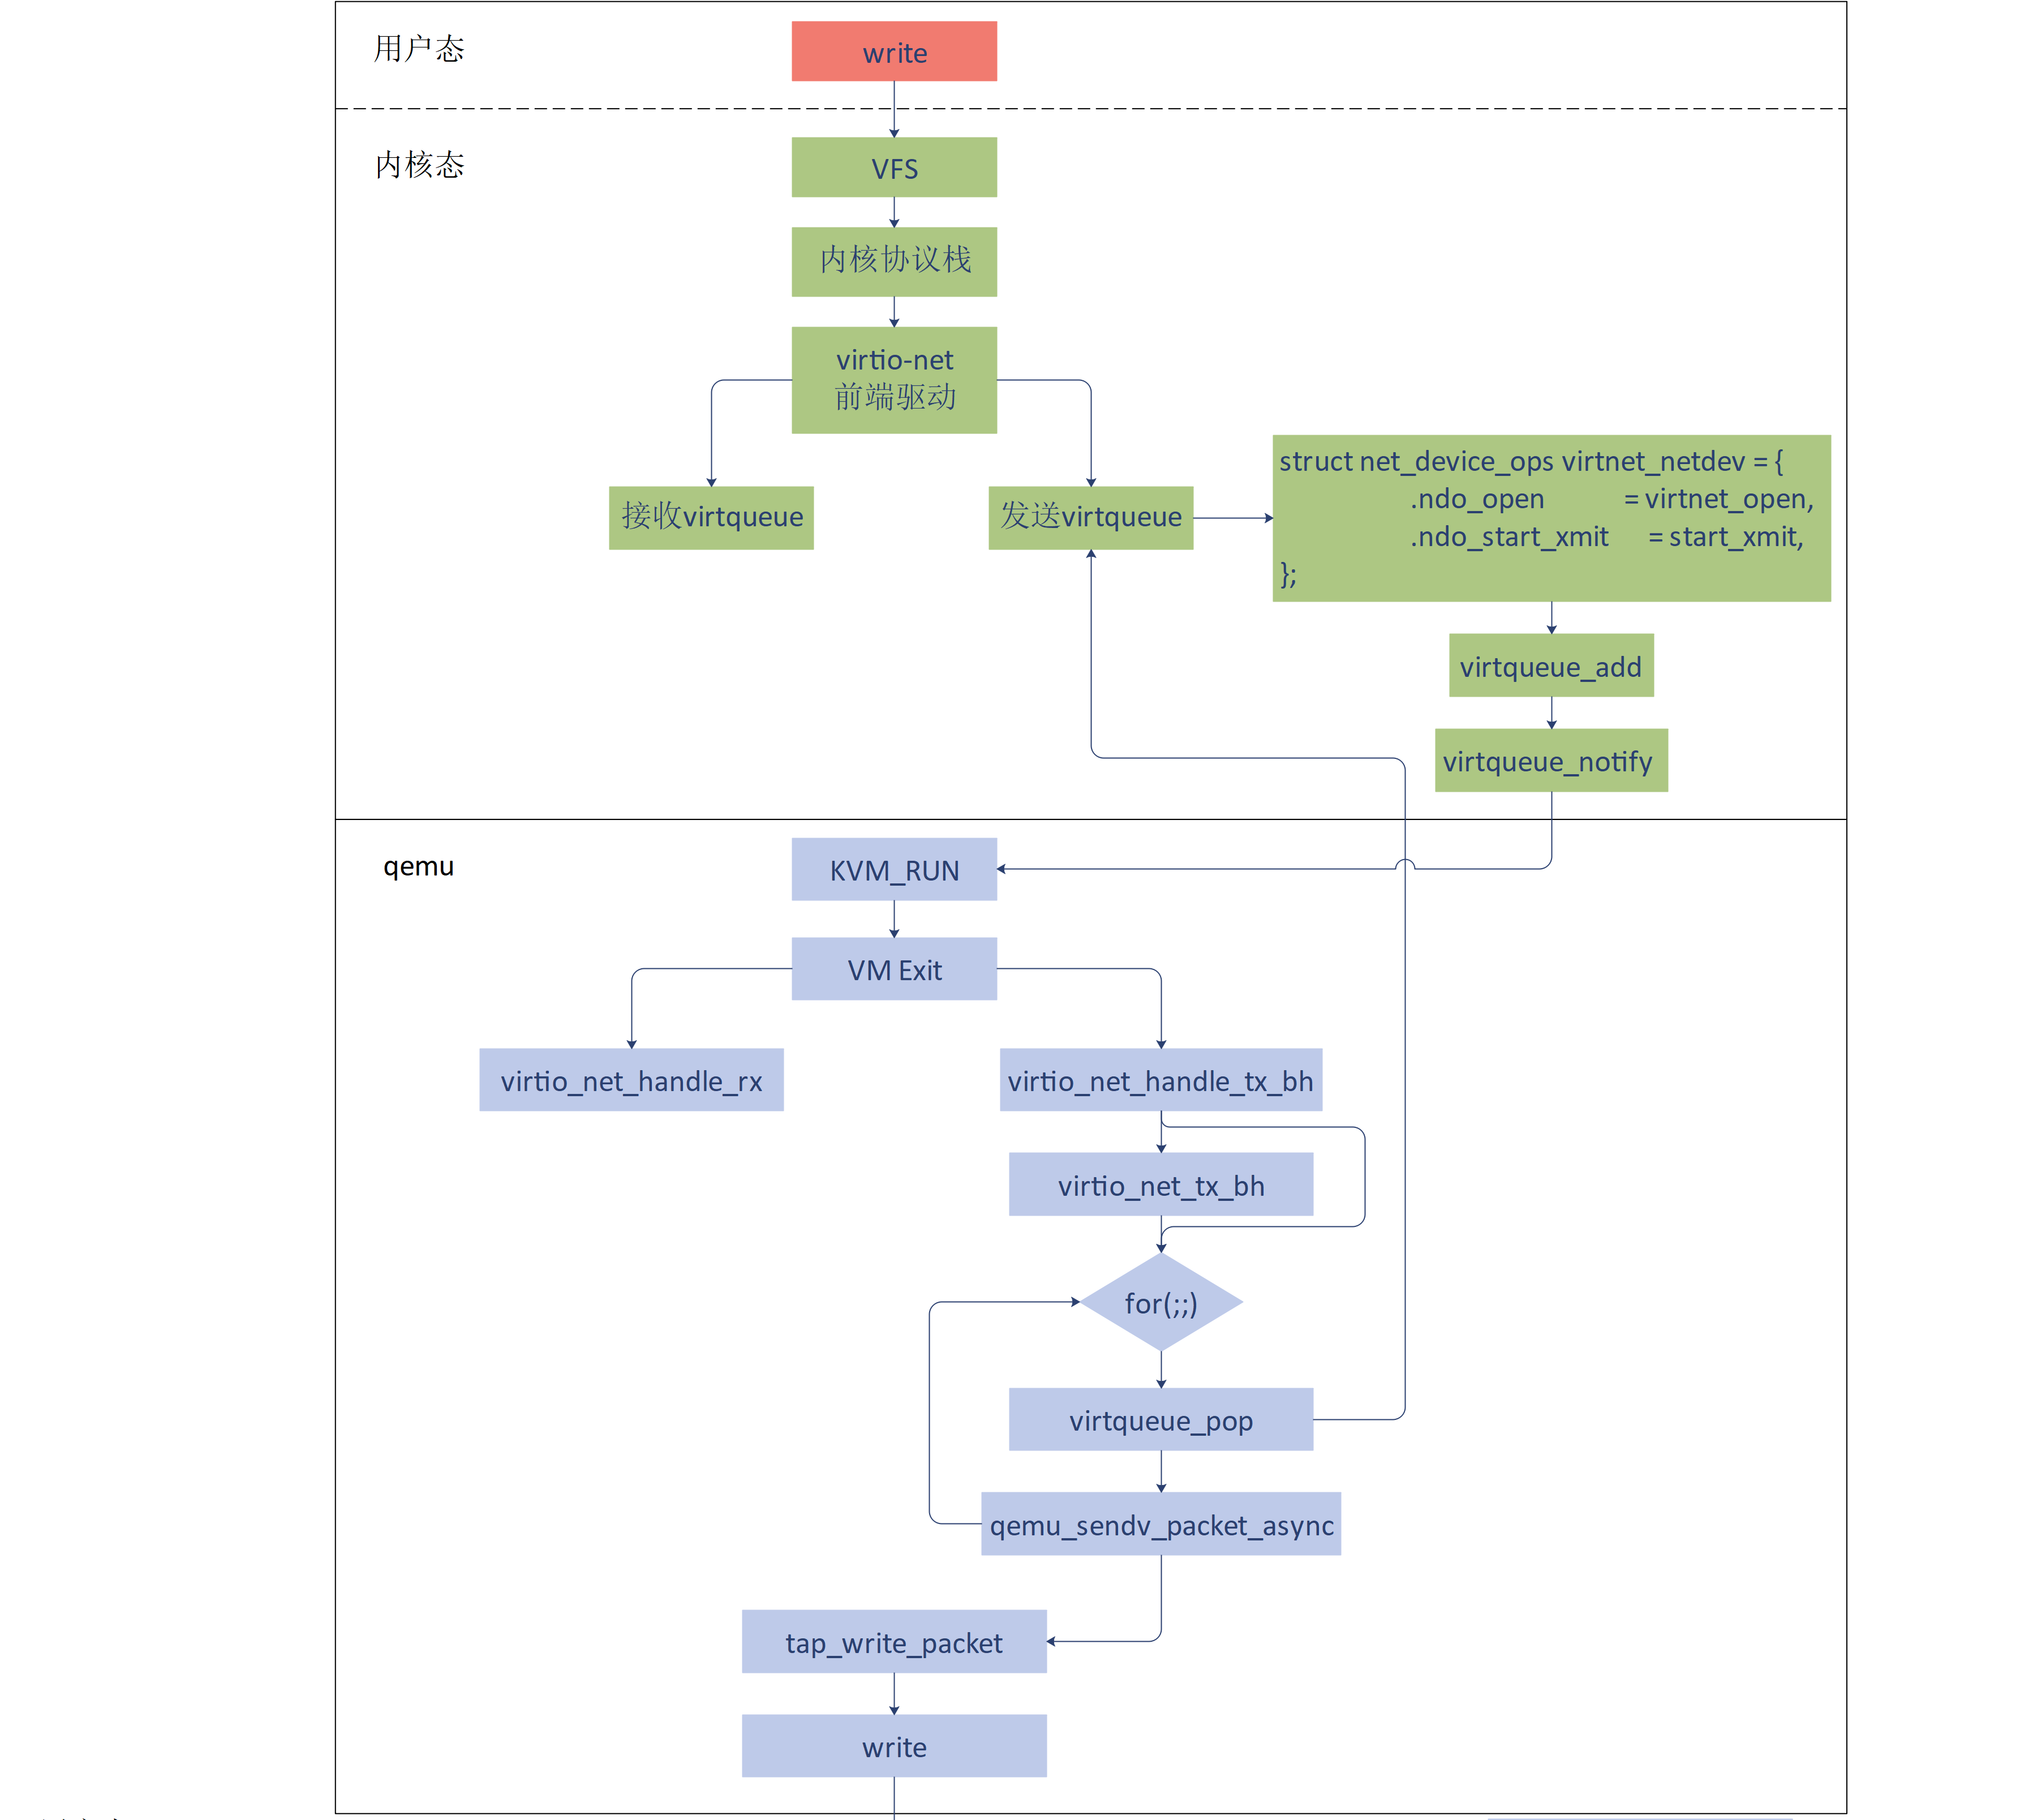 用户态
write
内核态
VFS
内核协议栈
virtio-net
前端驱动
接收virtqueue
发送virtqueue
struct net_device_ops virtnet_netdev = {
.ndo_open = virtnet_open,
.ndo_start_xmit = start_xmit,
};
virtqueue_add
virtqueue_notify
qemu
KVM_RUN
VM Exit
virtio_net_handle_rx
virtio_net_handle_tx_bh
virtio_net_tx_bh
for(;;)
virtqueue_pop
qemu_sendv_packet_async
tap_write_packet
write